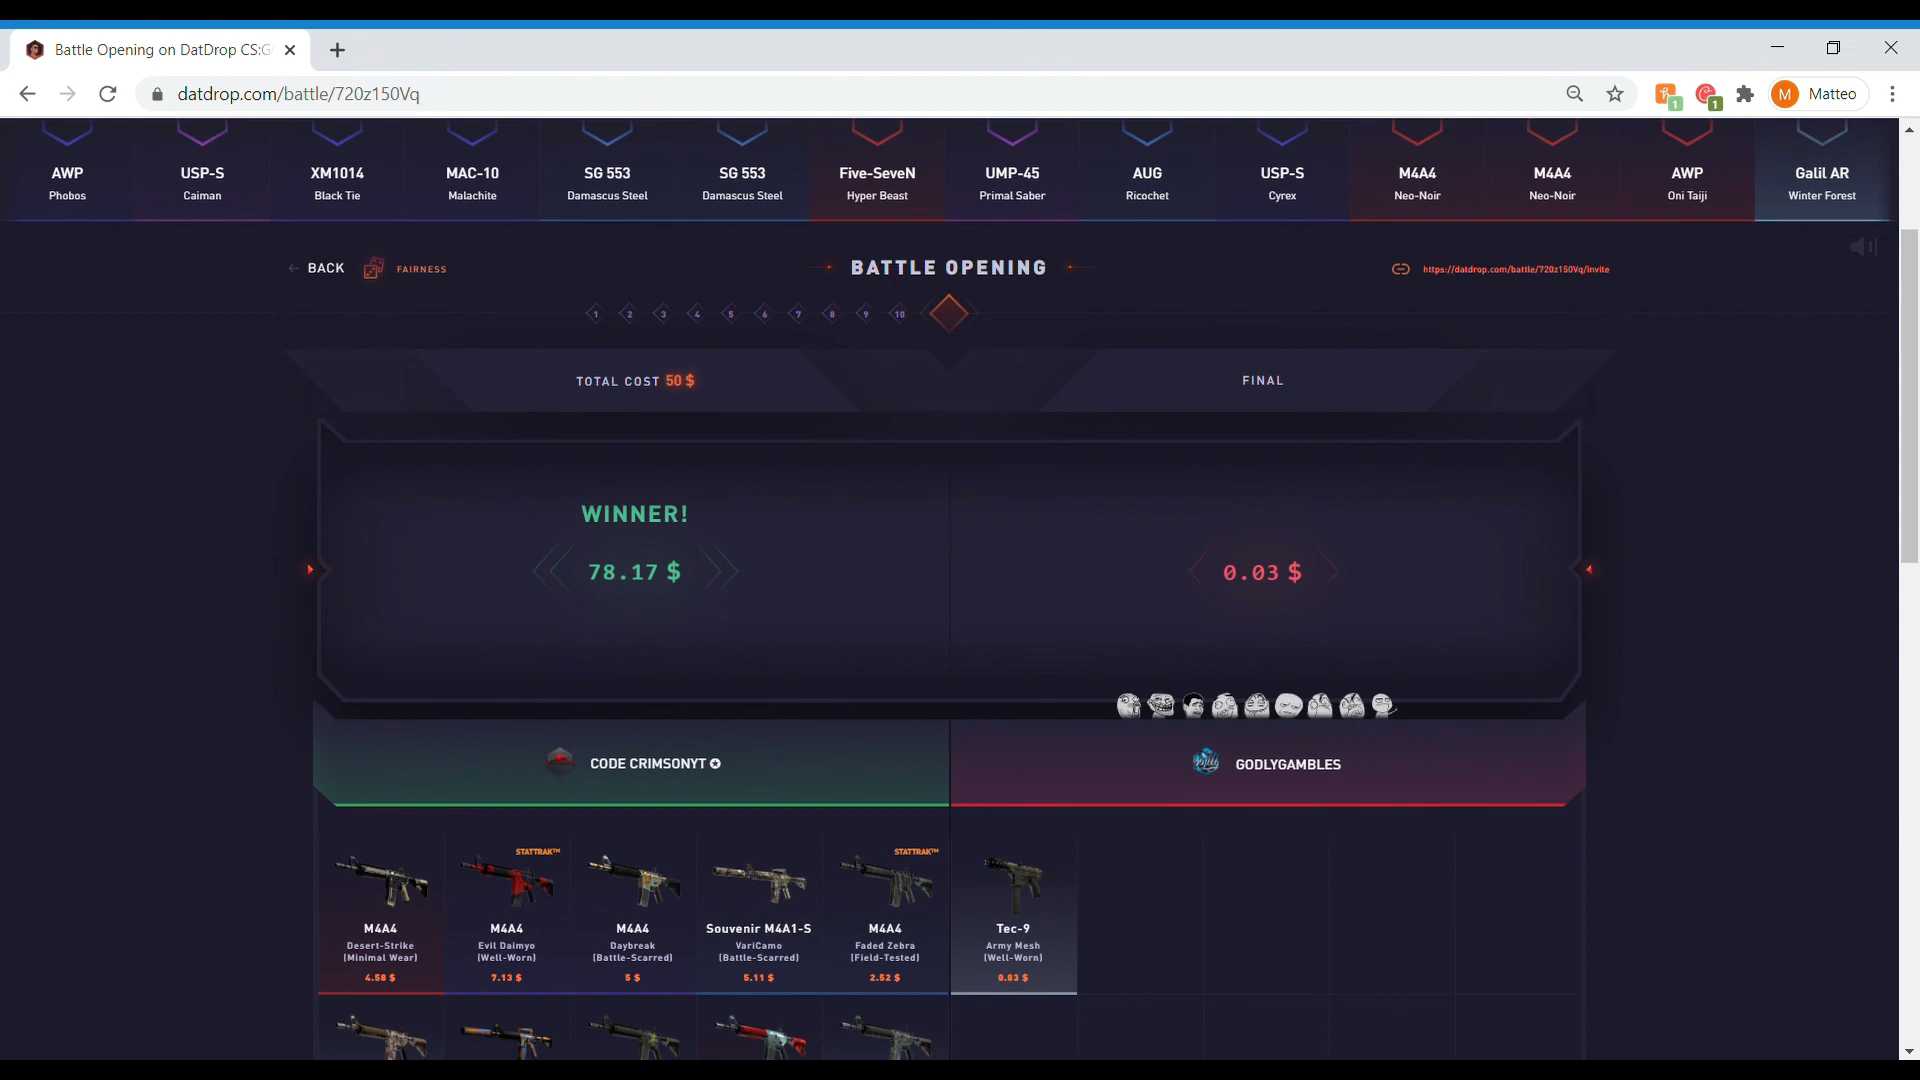 Battle Opening on DatDrop CS:G
datdrop.com/battle/720z150Vq
1
1
M
Matteo
AWP
Phobos
USP-S
Caiman
XM1014
Black Tie
MAC-10
Malachite
SG 553
Damascus Steel
SG 553
Damascus Steel
Five-SeveN
Hyper Beast
UMP-45
Primal Saber
AUG
Ricochet
USP-S
Cyrex
M4A4
Neo-Noir
M4A4
Neo-Noir
AWP
Oni Taiji
Galil AR
Winter Forest
BACK
FAIRNESS
BATTLE OPENING
https://datdrop.com/battle/720z150Vq/invite
1 2 3 4 5 6 7 8 9 10
TOTAL COST 50 $
FINAL
WINNER!
78.17 $
0.03 $
CODE CRIMSONYT
GODLYGAMBLES
M4A4
Desert-Strike
(Minimal Wear)
4.58 $
STATTRAK™
M4A4
Evil Daimyo
(Well-Worn)
7.13 $
M4A4
Daybreak
(Battle-Scarred)
5 $
Souvenir M4A1-S
VariCamo
(Battle-Scarred)
5.11 $
STATTRAK™
M4A4
Faded Zebra
(Field-Tested)
2.52 $
Tec-9
Army Mesh
(Well-Worn)
0.03 $